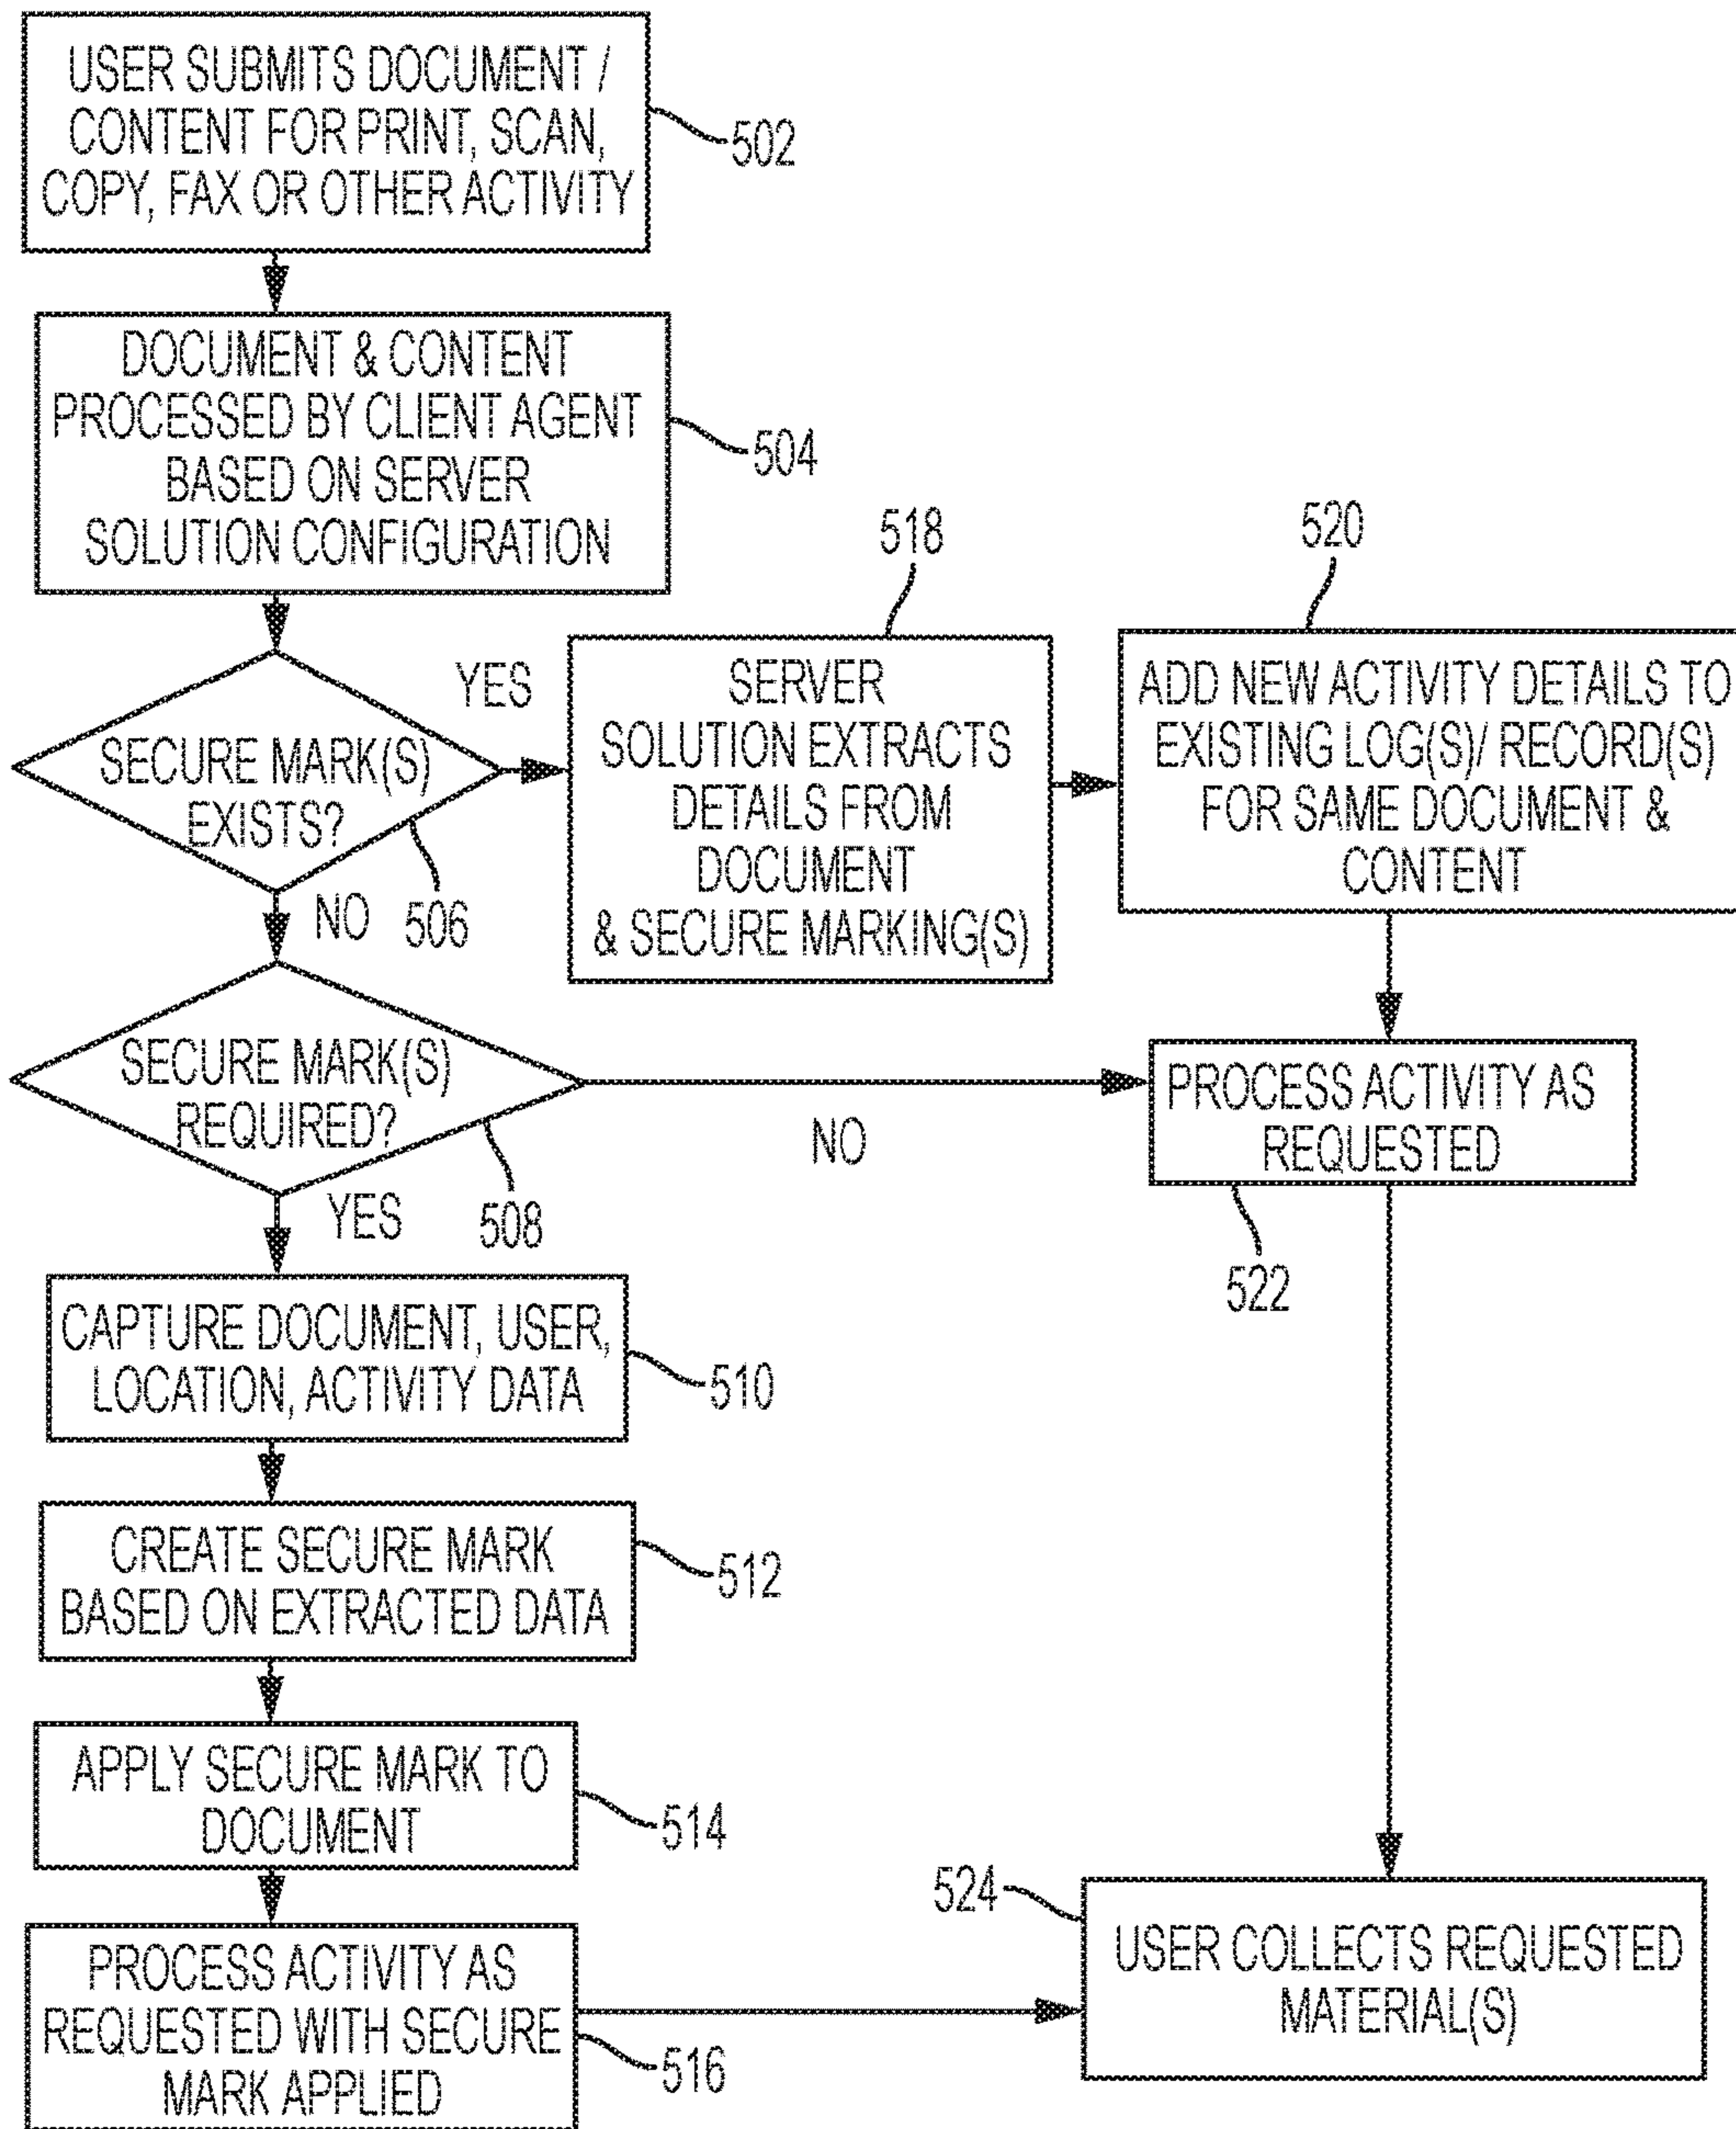 USER SUBMITS DOCUMENT /
CONTENT FOR PRINT, SCAN,
COPY, FAX OR OTHER ACTIVITY
502
DOCUMENT & CONTENT
PROCESSED BY CLIENT AGENT
BASED ON SERVER
SOLUTION CONFIGURATION
504
SECURE MARK(S)
EXISTS?
506
YES
NO
518
SERVER
SOLUTION EXTRACTS
DETAILS FROM
DOCUMENT
& SECURE MARKING(S)
520
ADD NEW ACTIVITY DETAILS TO
EXISTING LOG(S)/ RECORD(S)
FOR SAME DOCUMENT &
CONTENT
SECURE MARK(S)
REQUIRED?
508
NO
YES
PROCESS ACTIVITY AS
REQUESTED
522
CAPTURE DOCUMENT, USER,
LOCATION, ACTIVITY DATA
510
CREATE SECURE MARK
BASED ON EXTRACTED DATA
512
APPLY SECURE MARK TO
DOCUMENT
514
PROCESS ACTIVITY AS
REQUESTED WITH SECURE
MARK APPLIED
516
524
USER COLLECTS REQUESTED
MATERIAL(S)